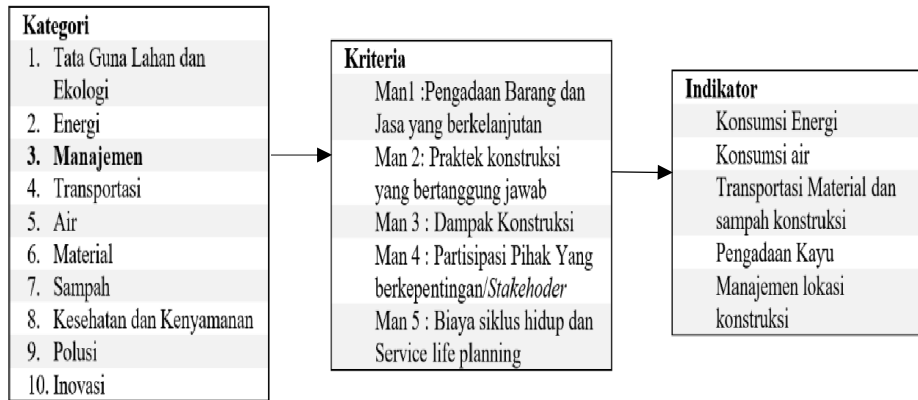 Kategori
1. Tata Guna Lahan dan
Ekologi
2. Energi
3. Manajemen
4. Transportasi
5. Air
6. Material
7. Sampah
8. Kesehatan dan Kenyamanan
9. Polusi
10. Inovasi
Kriteria
Man1 :Pengadaan Barang dan
Jasa yang berkelanjutan
Man 2: Praktek konstruksi
yang bertanggung jawab
Man 3 : Dampak Konstruksi
Man 4 : Partisipasi Pihak Yang
berkepentingan/Stakehoder
Man 5 : Biaya siklus hidup dan
Service life planning
Indikator
Konsumsi Energi
Konsumsi air
Transportasi Material dan
sampah konstruksi
Pengadaan Kayu
Manajemen lokasi
konstruksi